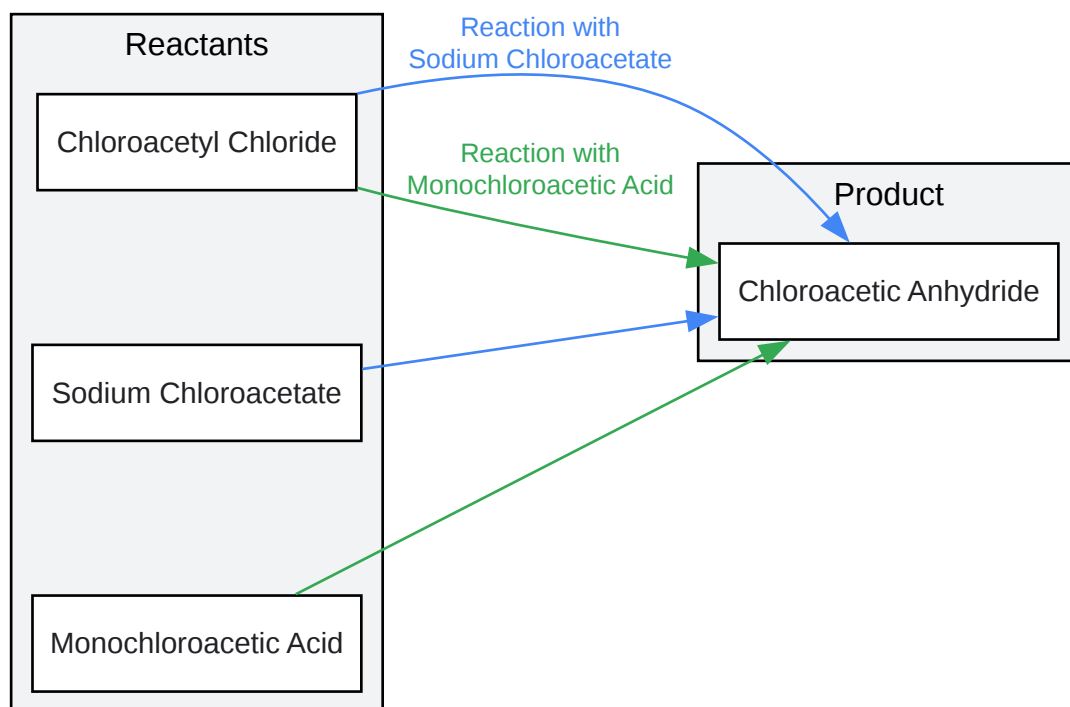 Reactants
Chloroacetyl Chloride
Sodium Chloroacetate
Monochloroacetic Acid
Reaction with
Sodium Chloroacetate
Reaction with
Monochloroacetic Acid
Product
Chloroacetic Anhydride